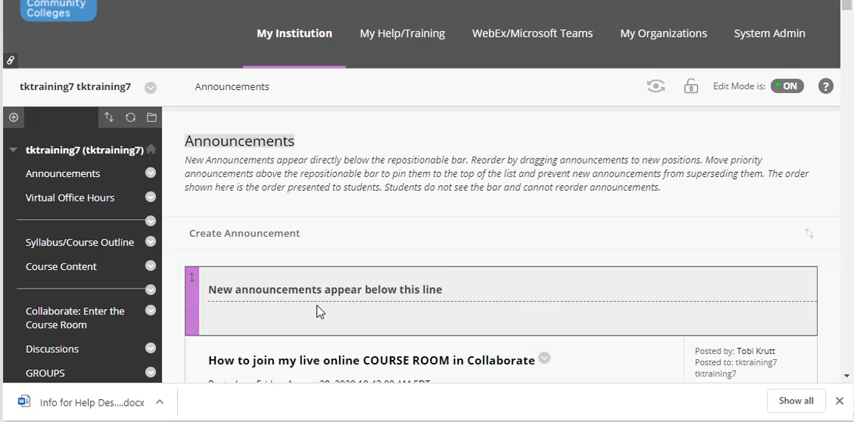 Community
Colleges
My Institution My Help/Training WebEx/Microsoft Teams My Organizations System Admin
tktraining7 tktraining7 Announcements Edit Mode is: ON ?
tktraining7 (tktraining7)
Announcements
Virtual Office Hours
Syllabus/Course Outline
Course Content
Collaborate: Enter the
Course Room
Discussions
GROUPS
Announcements
New Announcements appear directly below the repositionable bar. Reorder by dragging announcements to new positions. Move priority
announcements above the repositionable bar to pin them to the top of the list and prevent new announcements from superseding them. The order
shown here is the order presented to students. Students do not see the bar and cannot reorder announcements.
Create Announcement
New announcements appear below this line
How to join my live online COURSE ROOM in Collaborate
Posted by: Tobi Krutt
Posted to: tktraining7
tktraining7
Info for Help Des....docx
Show all